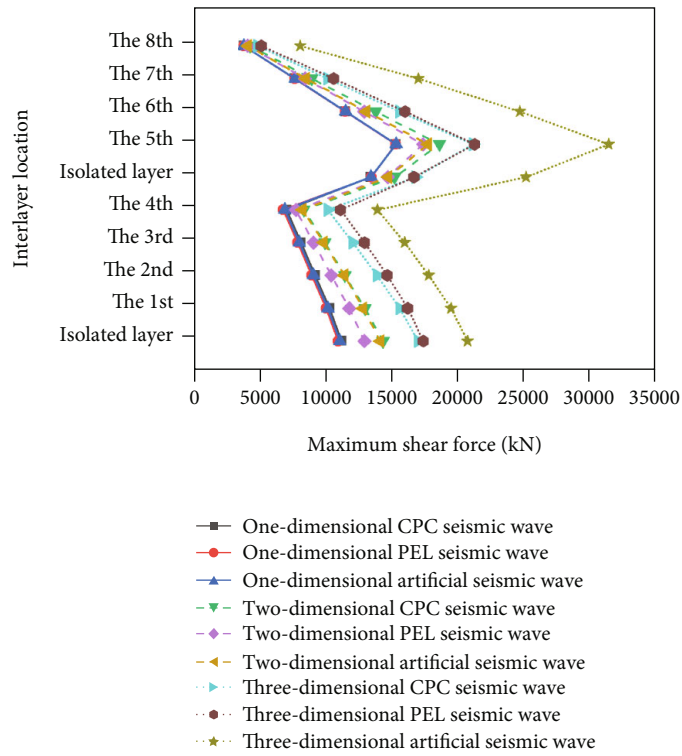 The 8th
The 7th
The 6th
The 5th
Isolated layer
The 4th
The 3rd
The 2nd
The 1st
Isolated layer
Interlayer location
0 5000 10000 15000 20000 25000 30000 35000
Maximum shear force (kN)
One-dimensional CPC seismic wave
One-dimensional PEL seismic wave
One-dimensional artificial seismic wave
Two-dimensional CPC seismic wave
Two-dimensional PEL seismic wave
Two-dimensional artificial seismic wave
Three-dimensional CPC seismic wave
Three-dimensional PEL seismic wave
Three-dimensional artificial seismic wave